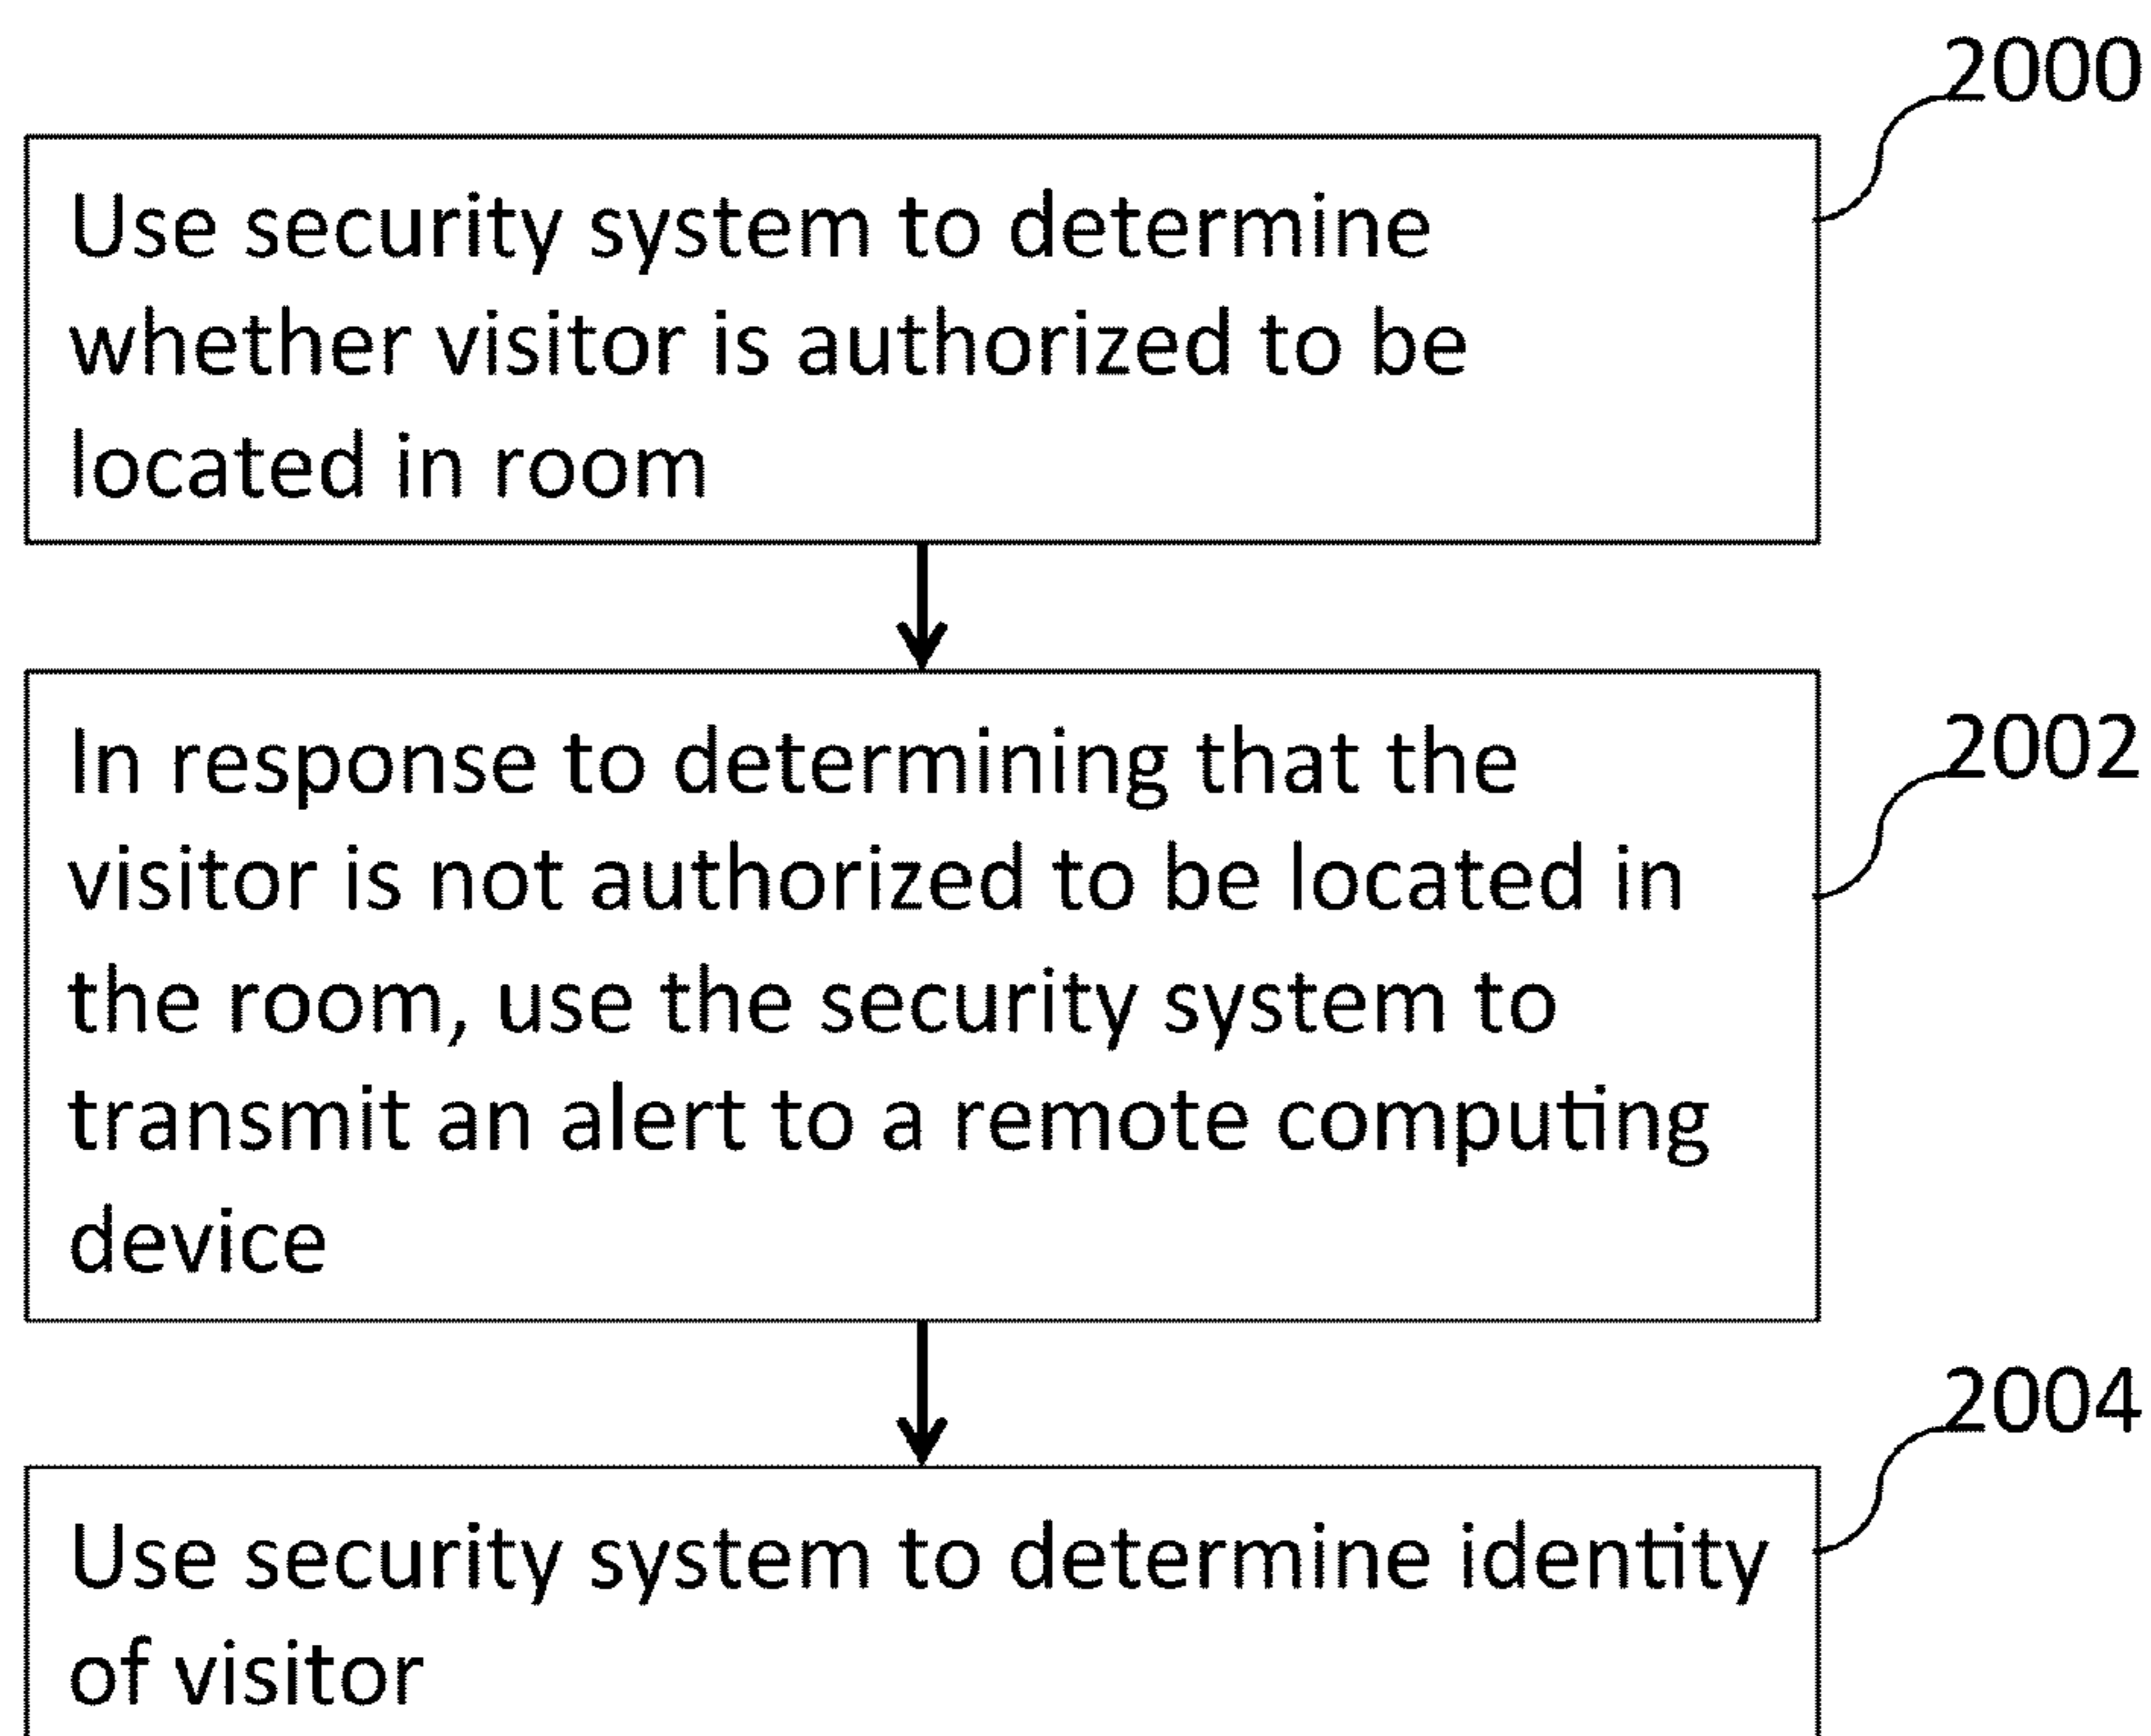 2000
Use security system to determine
whether visitor is authorized to be
located in room
2002
In response to determining that the
visitor is not authorized to be located in
the room, use the security system to
transmit an alert to a remote computing
device
2004
Use security system to determine identity
of visitor